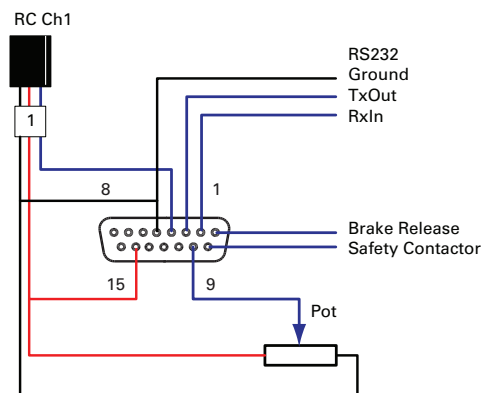 RC Ch1
RS232
Ground
TxOut
RxIn
1
8
1
Brake Release
Safety Contactor
15
9
Pot